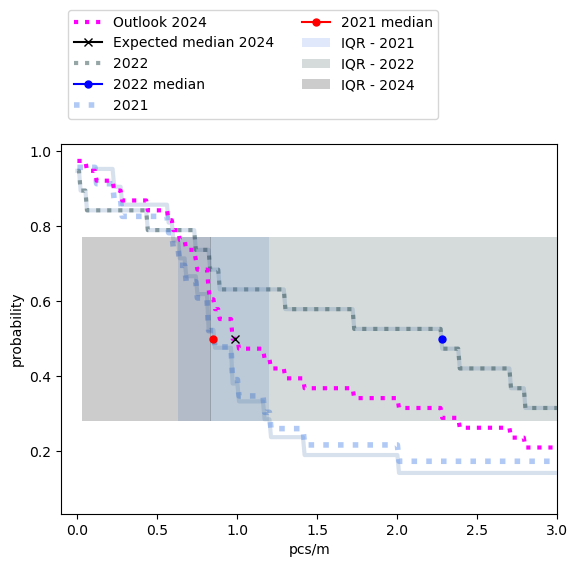 Outlook 2024
Expected median 2024
2022
2022 median
2021
2021 median
IQR - 2021
IQR - 2022
IQR - 2024
1.0
0.8
0.6
0.4
0.2
probability
0.0 0.5 1.0 1.5 2.0 2.5 3.0
pcs/m